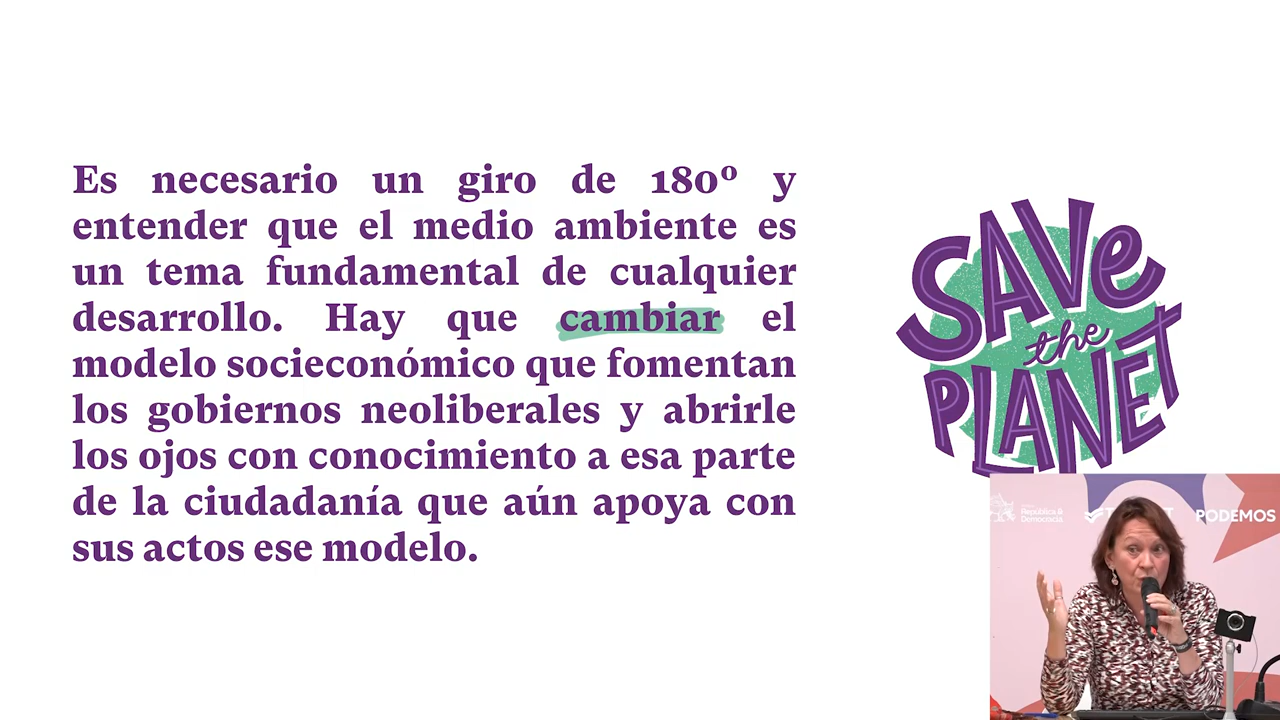 Es necesario un giro de 180º y
entender que el medio ambiente es
un tema fundamental de cualquier
desarrollo. Hay que cambiar el
modelo socieconómico que fomentan
los gobiernos neoliberales y abrirle
los ojos con conocimiento a esa parte
de la ciudadanía que aún apoya con
sus actos ese modelo.
SAVE
the
PLANET
República &
Democracia
PODEMOS